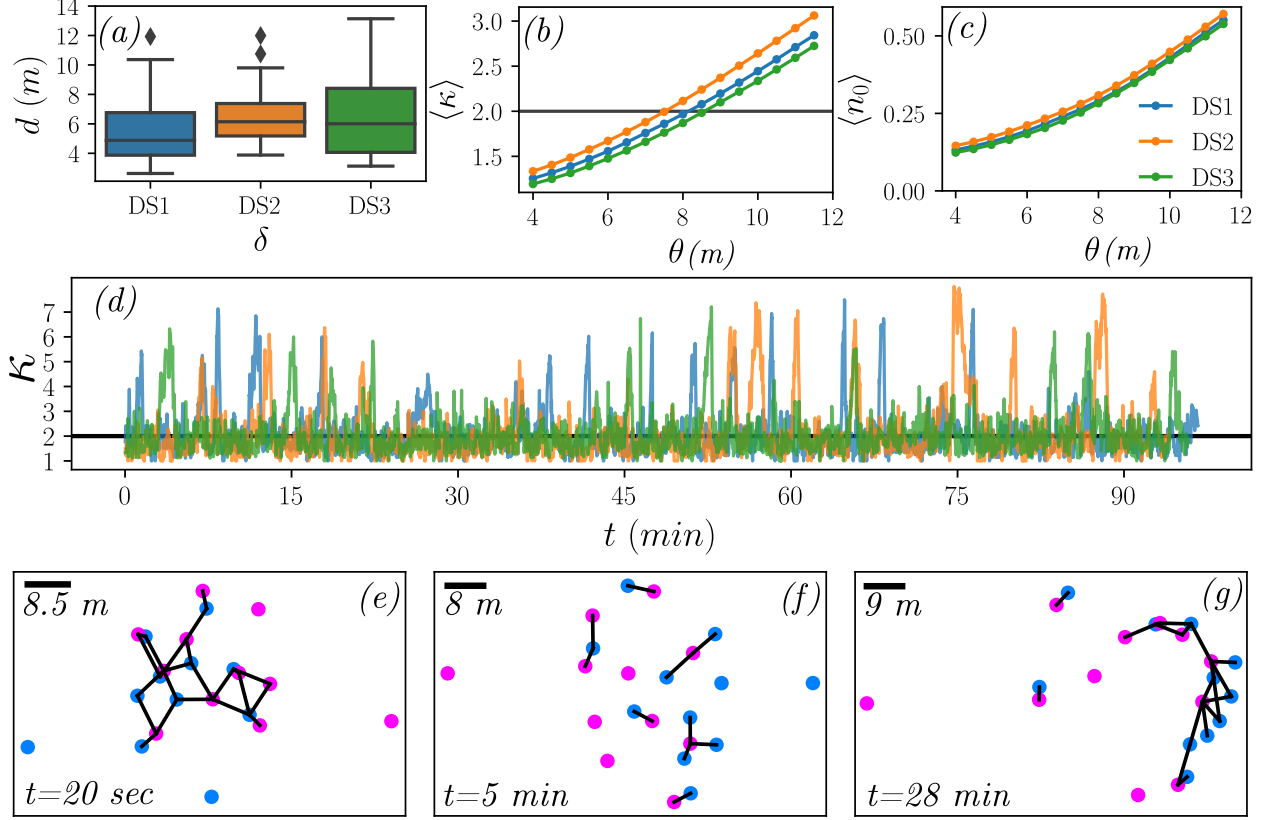 (a)
d (m)
14
12
10
8
6
4
DS1 DS2 DS3
δ
(b)
⟨κ⟩
3.0
2.5
2.0
1.5
4 6 8 10 12
θ (m)
(c)
⟨n₀⟩
0.50
0.25
0.00
DS1
DS2
DS3
4 6 8 10 12
θ (m)
(d)
κ
7
6
5
4
3
2
1
0 15 30 45 60 75 90
t (min)
(e)
8.5 m
t=20 sec
(f)
8 m
t=5 min
(g)
9 m
t=28 min